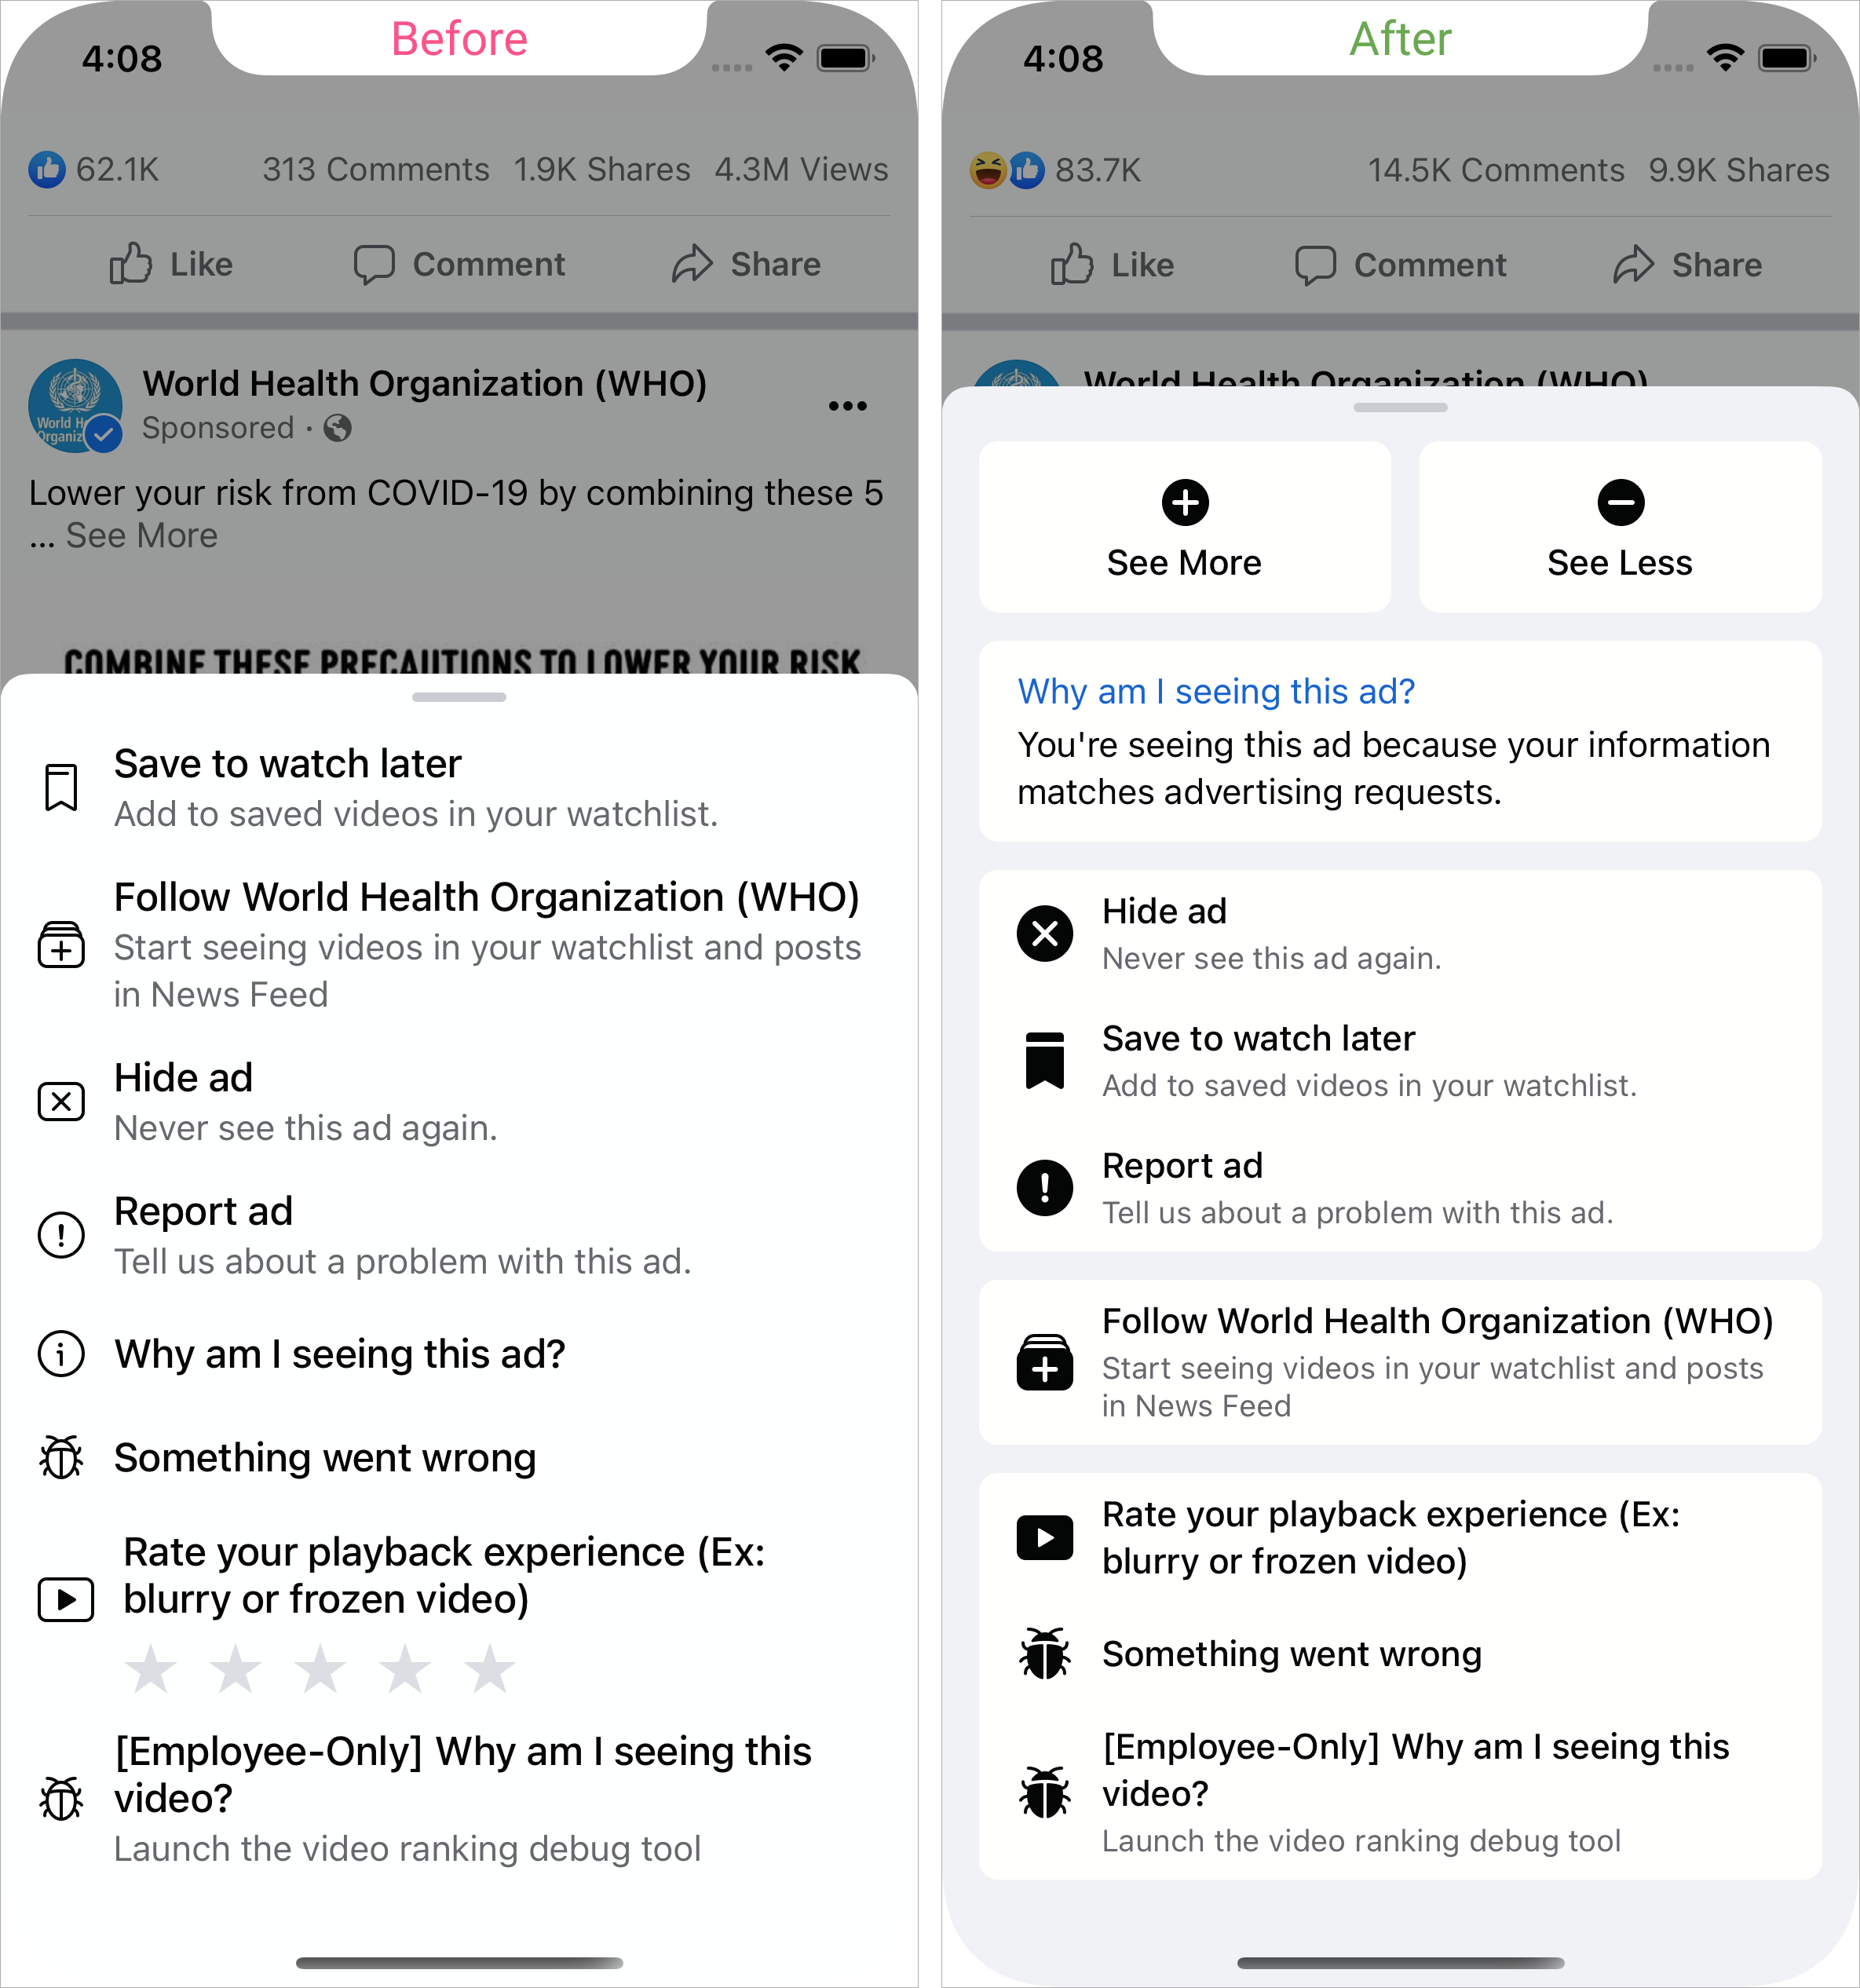 Before
4:08
62.1K 313 Comments 1.9K Shares 4.3M Views
Like Comment Share
World Health Organization (WHO)
Sponsored ·
Lower your risk from COVID-19 by combining these 5
... See More
COMBINE THESE PRECAUTIONS TO LOWER YOUR RISK
Save to watch later
Add to saved videos in your watchlist.
Follow World Health Organization (WHO)
Start seeing videos in your watchlist and posts
in News Feed
Hide ad
Never see this ad again.
Report ad
Tell us about a problem with this ad.
Why am I seeing this ad?
Something went wrong
Rate your playback experience (Ex:
blurry or frozen video)
[Employee-Only] Why am I seeing this
video?
Launch the video ranking debug tool
After
4:08
83.7K 14.5K Comments 9.9K Shares
Like Comment Share
World Health Organization (WHO)
See More
See Less
Why am I seeing this ad?
You're seeing this ad because your information
matches advertising requests.
Hide ad
Never see this ad again.
Save to watch later
Add to saved videos in your watchlist.
Report ad
Tell us about a problem with this ad.
Follow World Health Organization (WHO)
Start seeing videos in your watchlist and posts
in News Feed
Rate your playback experience (Ex:
blurry or frozen video)
Something went wrong
[Employee-Only] Why am I seeing this
video?
Launch the video ranking debug tool